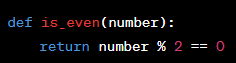 def is_even(number):
    return number % 2 == 0